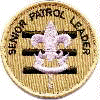 SENIOR PATROL LEADER